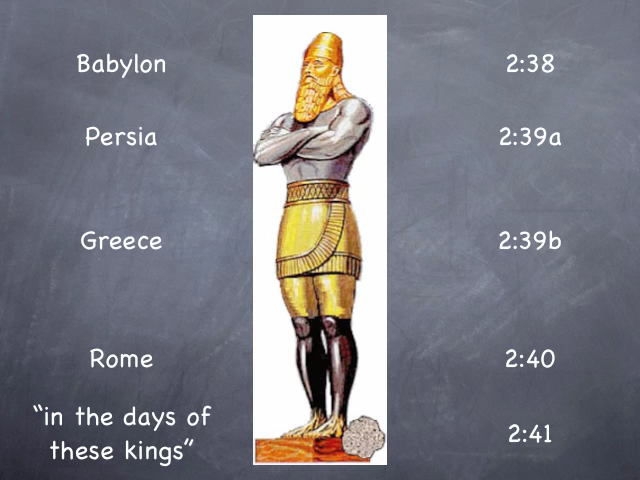 Babylon 2:38
Persia 2:39a
Greece 2:39b
Rome 2:40
“in the days of
these kings” 2:41